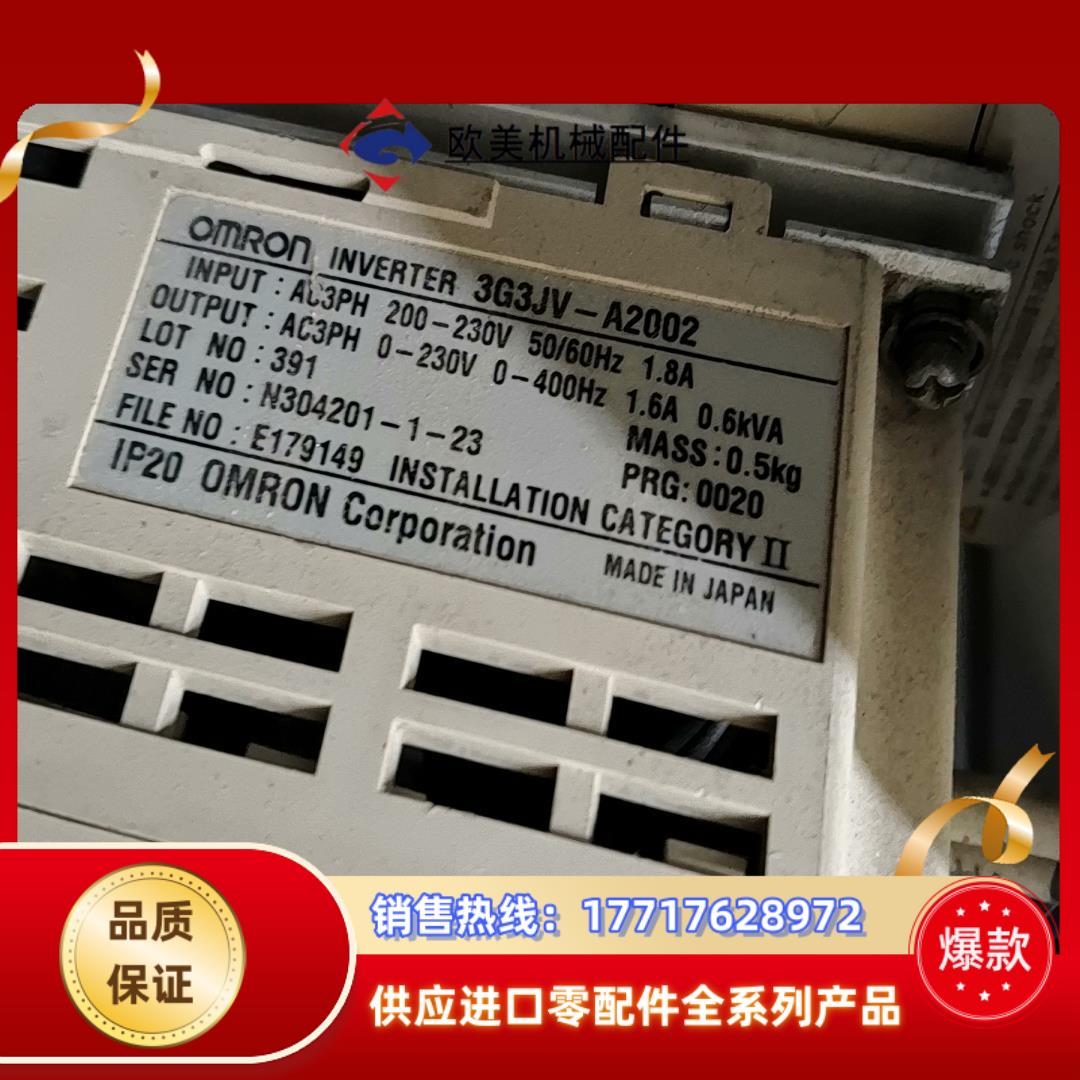 欧美机械配件
OMRON INVERTER 3G3JV-A2002
INPUT : AC3PH 200-230V 50/60Hz 1.8A
OUTPUT : AC3PH 0-230V 0-400Hz 1.6A 0.6kVA
LOT NO : 391 MASS : 0.5kg
SER NO : N304201-1-23 PRG : 0020
FILE NO : E179149 INSTALLATION CATEGORY II
IP20 OMRON Corporation MADE IN JAPAN
shock
品质
保证
销售热线：17717628972
供应进口零配件全系列产品
爆款